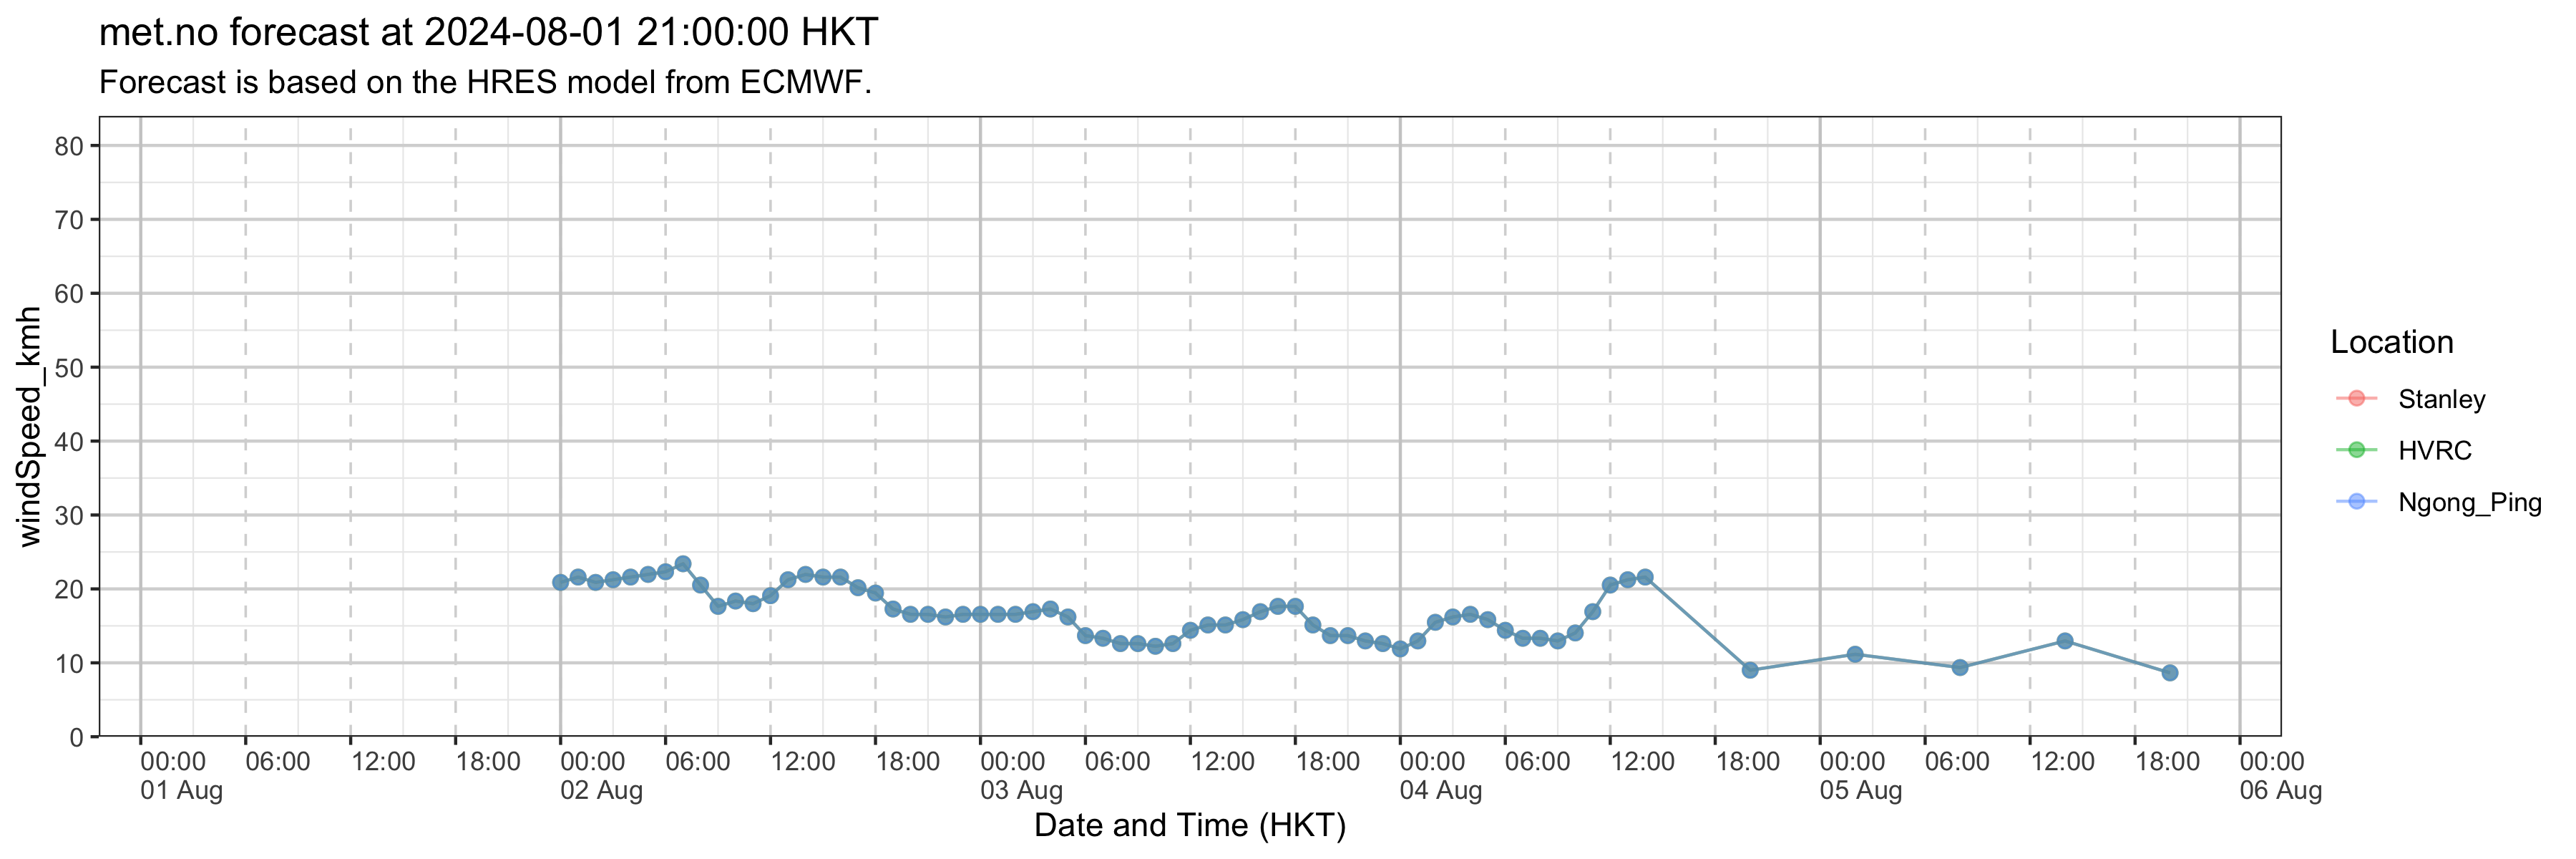 met.no forecast at 2024-08-01 21:00:00 HKT
Forecast is based on the HRES model from ECMWF.
windSpeed_kmh
80
70
60
50
40
30
20
10
0
00:00 06:00 12:00 18:00 00:00 06:00 12:00 18:00 00:00 06:00 12:00 18:00 00:00 06:00 12:00 18:00 00:00 06:00 12:00 18:00 00:00
01 Aug 02 Aug 03 Aug 04 Aug 05 Aug 06 Aug
Date and Time (HKT)
Location
Stanley
HVRC
Ngong_Ping